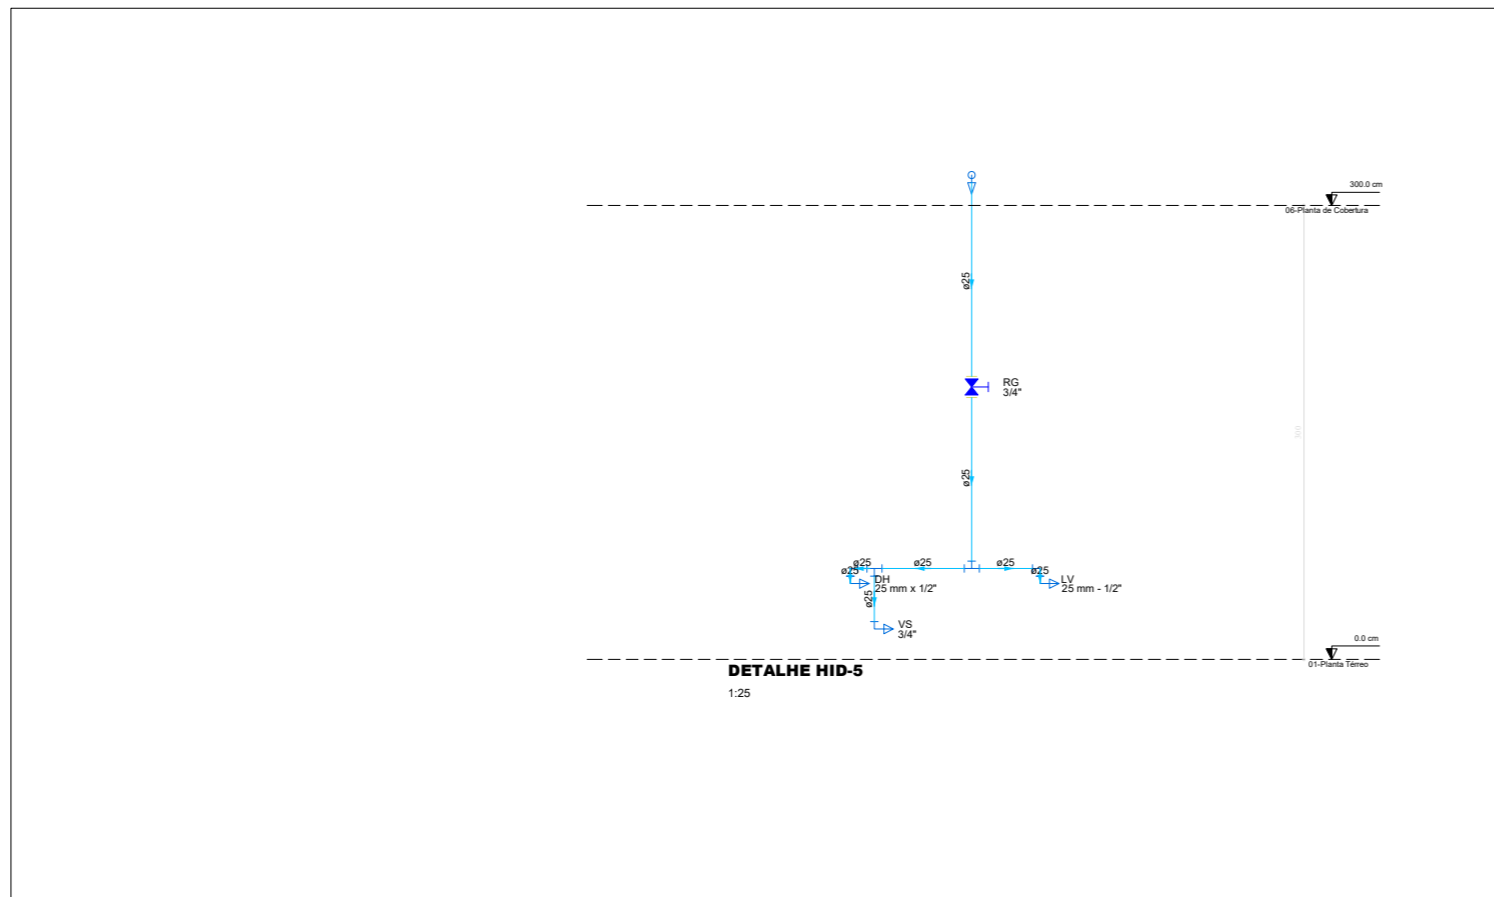 300.0 cm
06-Planta de Cobertura
ø25
RG
3/4"
300
ø25
ø25
ø25
ø25
ø25
ø25
DH
25 mm x 1/2"
LV
25 mm - 1/2"
ø25
VS
3/4"
0.0 cm
01-Planta Térreo
DETALHE HID-5
1:25